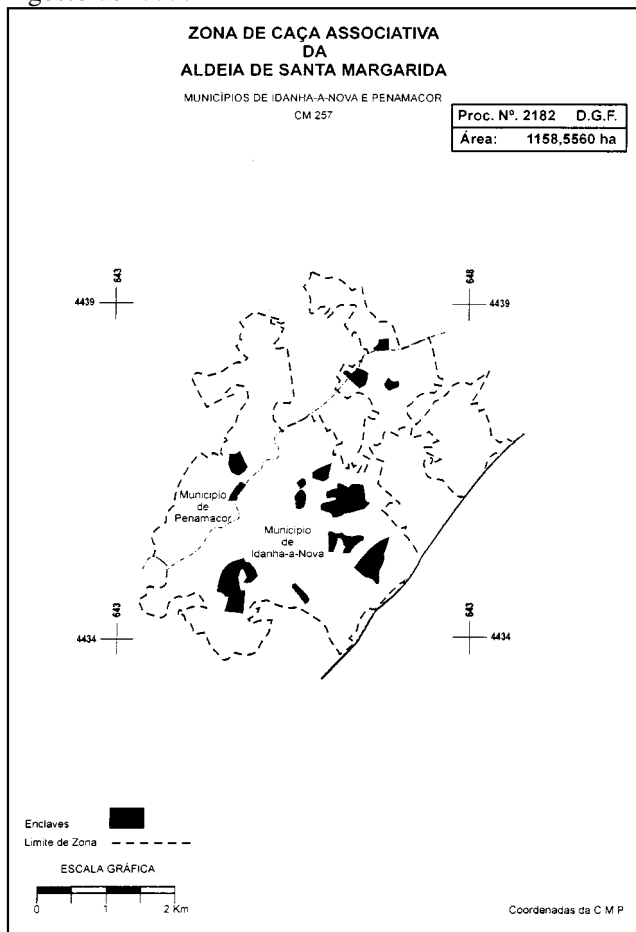 ZONA DE CAÇA ASSOCIATIVA
DA
ALDEIA DE SANTA MARGARIDA
MUNICÍPIOS DE IDANHA-A-NOVA E PENAMACOR
CM 257
Proc. Nº. 2182 D.G.F.
Área: 1158,5560 ha
643
648
4439
4439
Município
de
Penamacor
Município
de
Idanha-a-Nova
643
643
4434
4434
Enclaves
Limite de Zona
ESCALA GRÁFICA
0 1 2 Km
Coordenadas da C M P